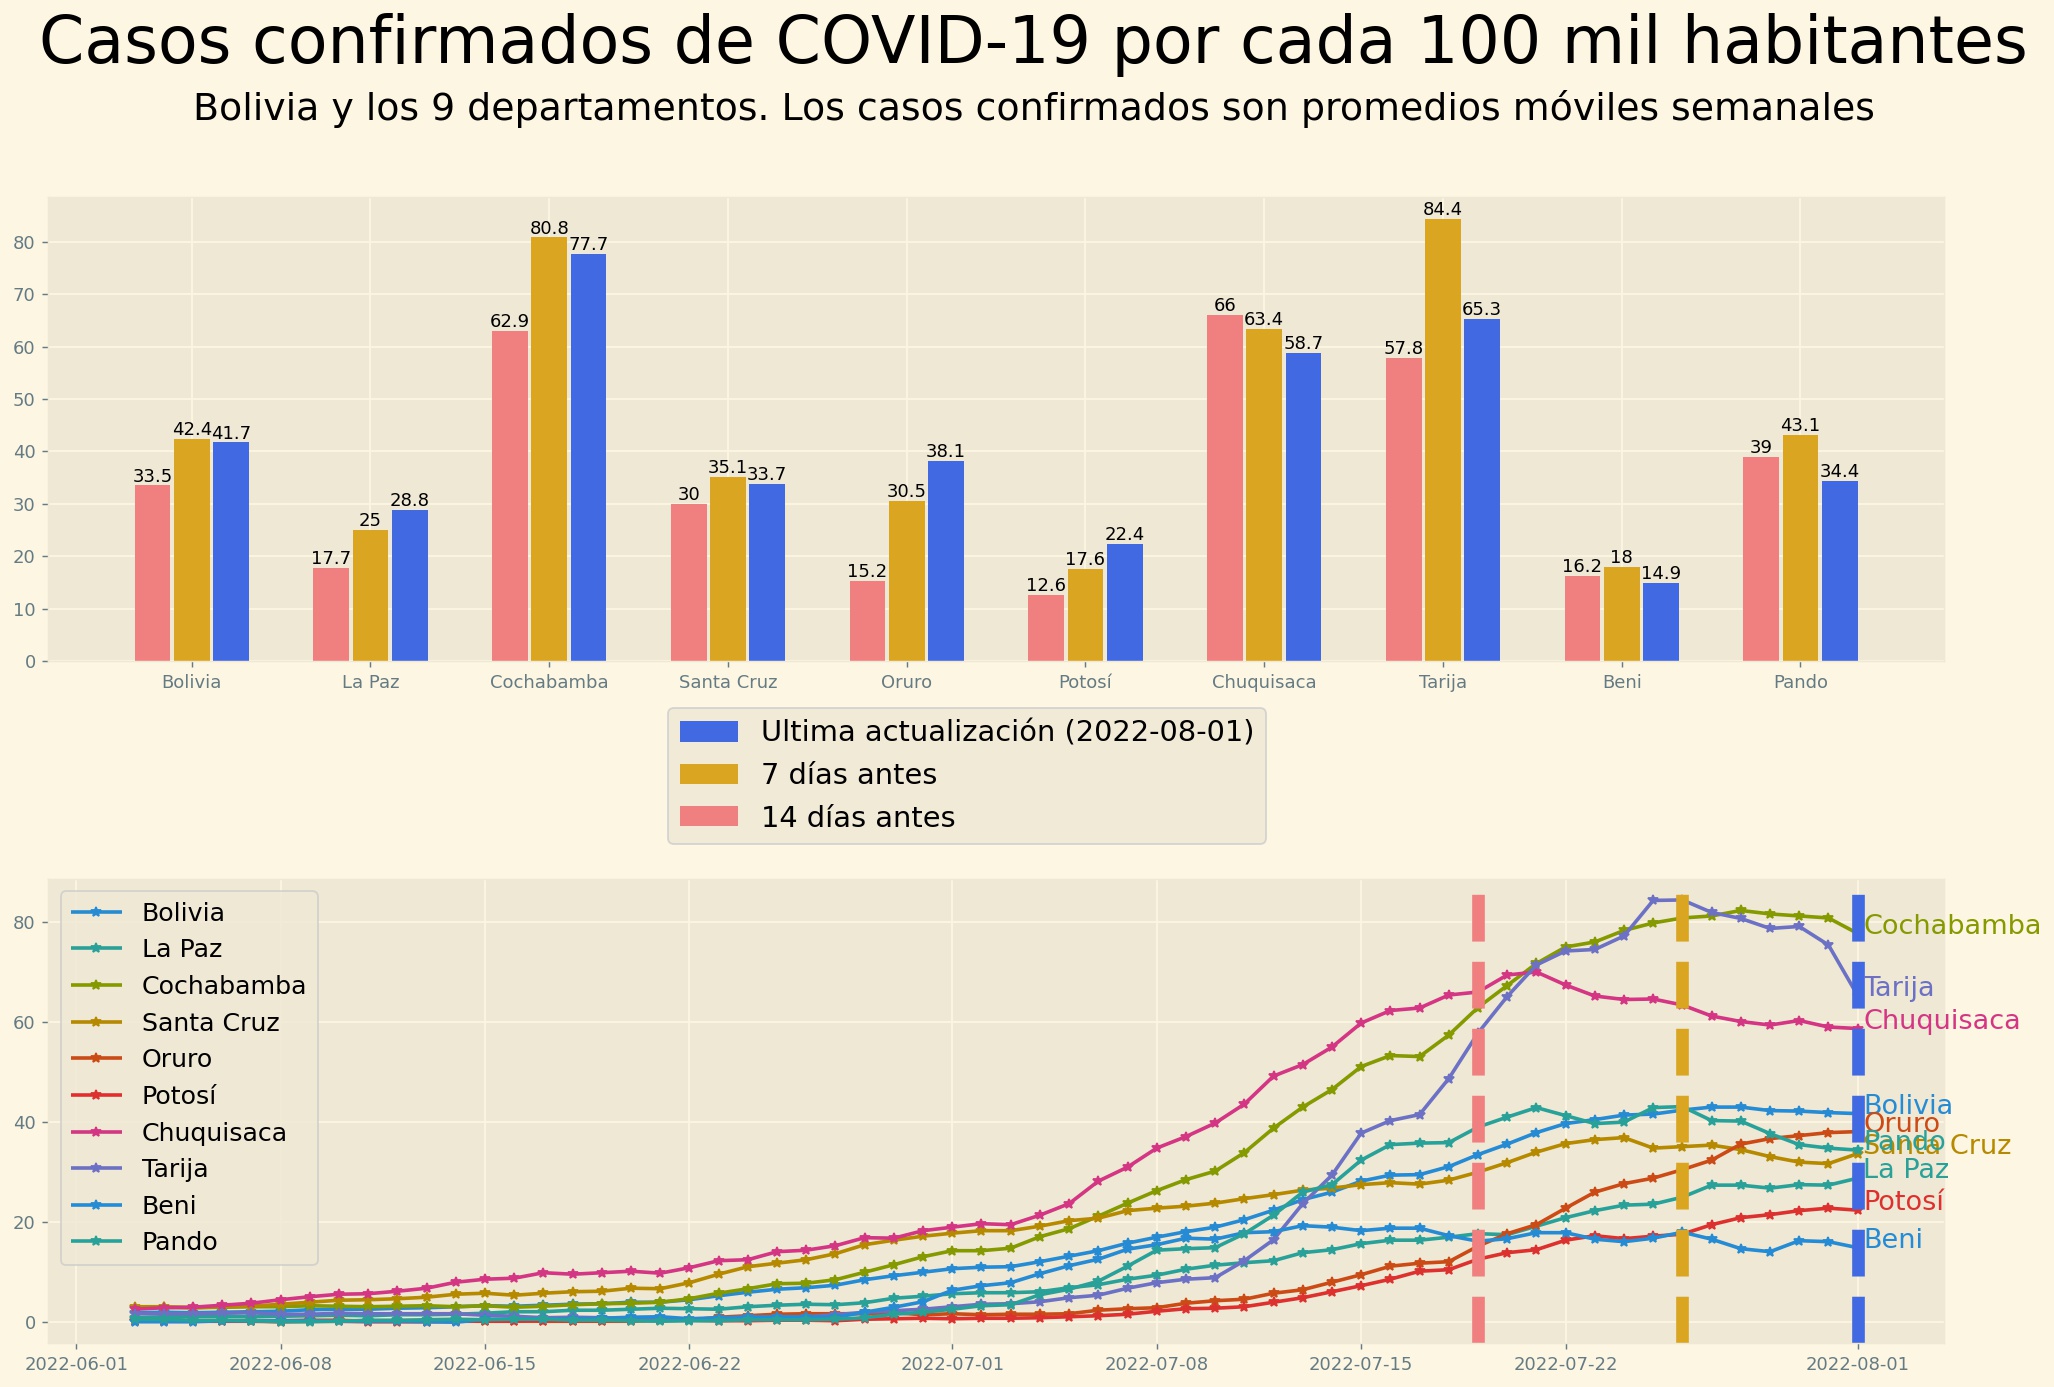 Casos confirmados de COVID-19 por cada 100 mil habitantes
Bolivia y los 9 departamentos. Los casos confirmados son promedios móviles semanales
80
70
60
50
40
30
20
10
0
33.5 42.4 41.7
17.7 25 28.8
62.9 80.8 77.7
30 35.1 33.7
15.2 30.5 38.1
12.6 17.6 22.4
66 63.4 58.7
57.8 84.4 65.3
16.2 18 14.9
39 43.1 34.4
Bolivia La Paz Cochabamba Santa Cruz Oruro Potosí Chuquisaca Tarija Beni Pando
Ultima actualización (2022-08-01)
7 días antes
14 días antes
80
60
40
20
0
Bolivia
La Paz
Cochabamba
Santa Cruz
Oruro
Potosí
Chuquisaca
Tarija
Beni
Pando
Cochabamba
Tarija
Chuquisaca
Bolivia
Oruro
Pando
Santa Cruz
La Paz
Potosí
Beni
2022-06-01 2022-06-08 2022-06-15 2022-06-22 2022-07-01 2022-07-08 2022-07-15 2022-07-22 2022-08-01